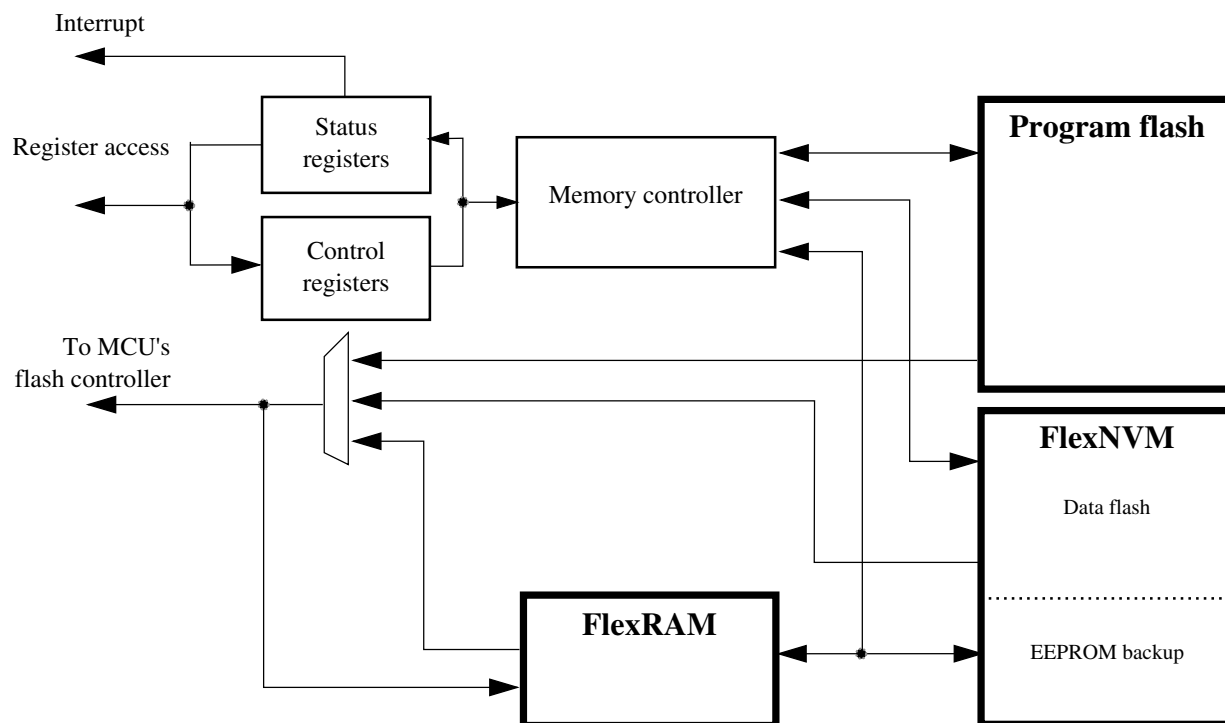 Interrupt
Register access
Status
registers
Control
registers
Memory controller
Program flash
To MCU's
flash controller
FlexNVM
Data flash
EEPROM backup
FlexRAM